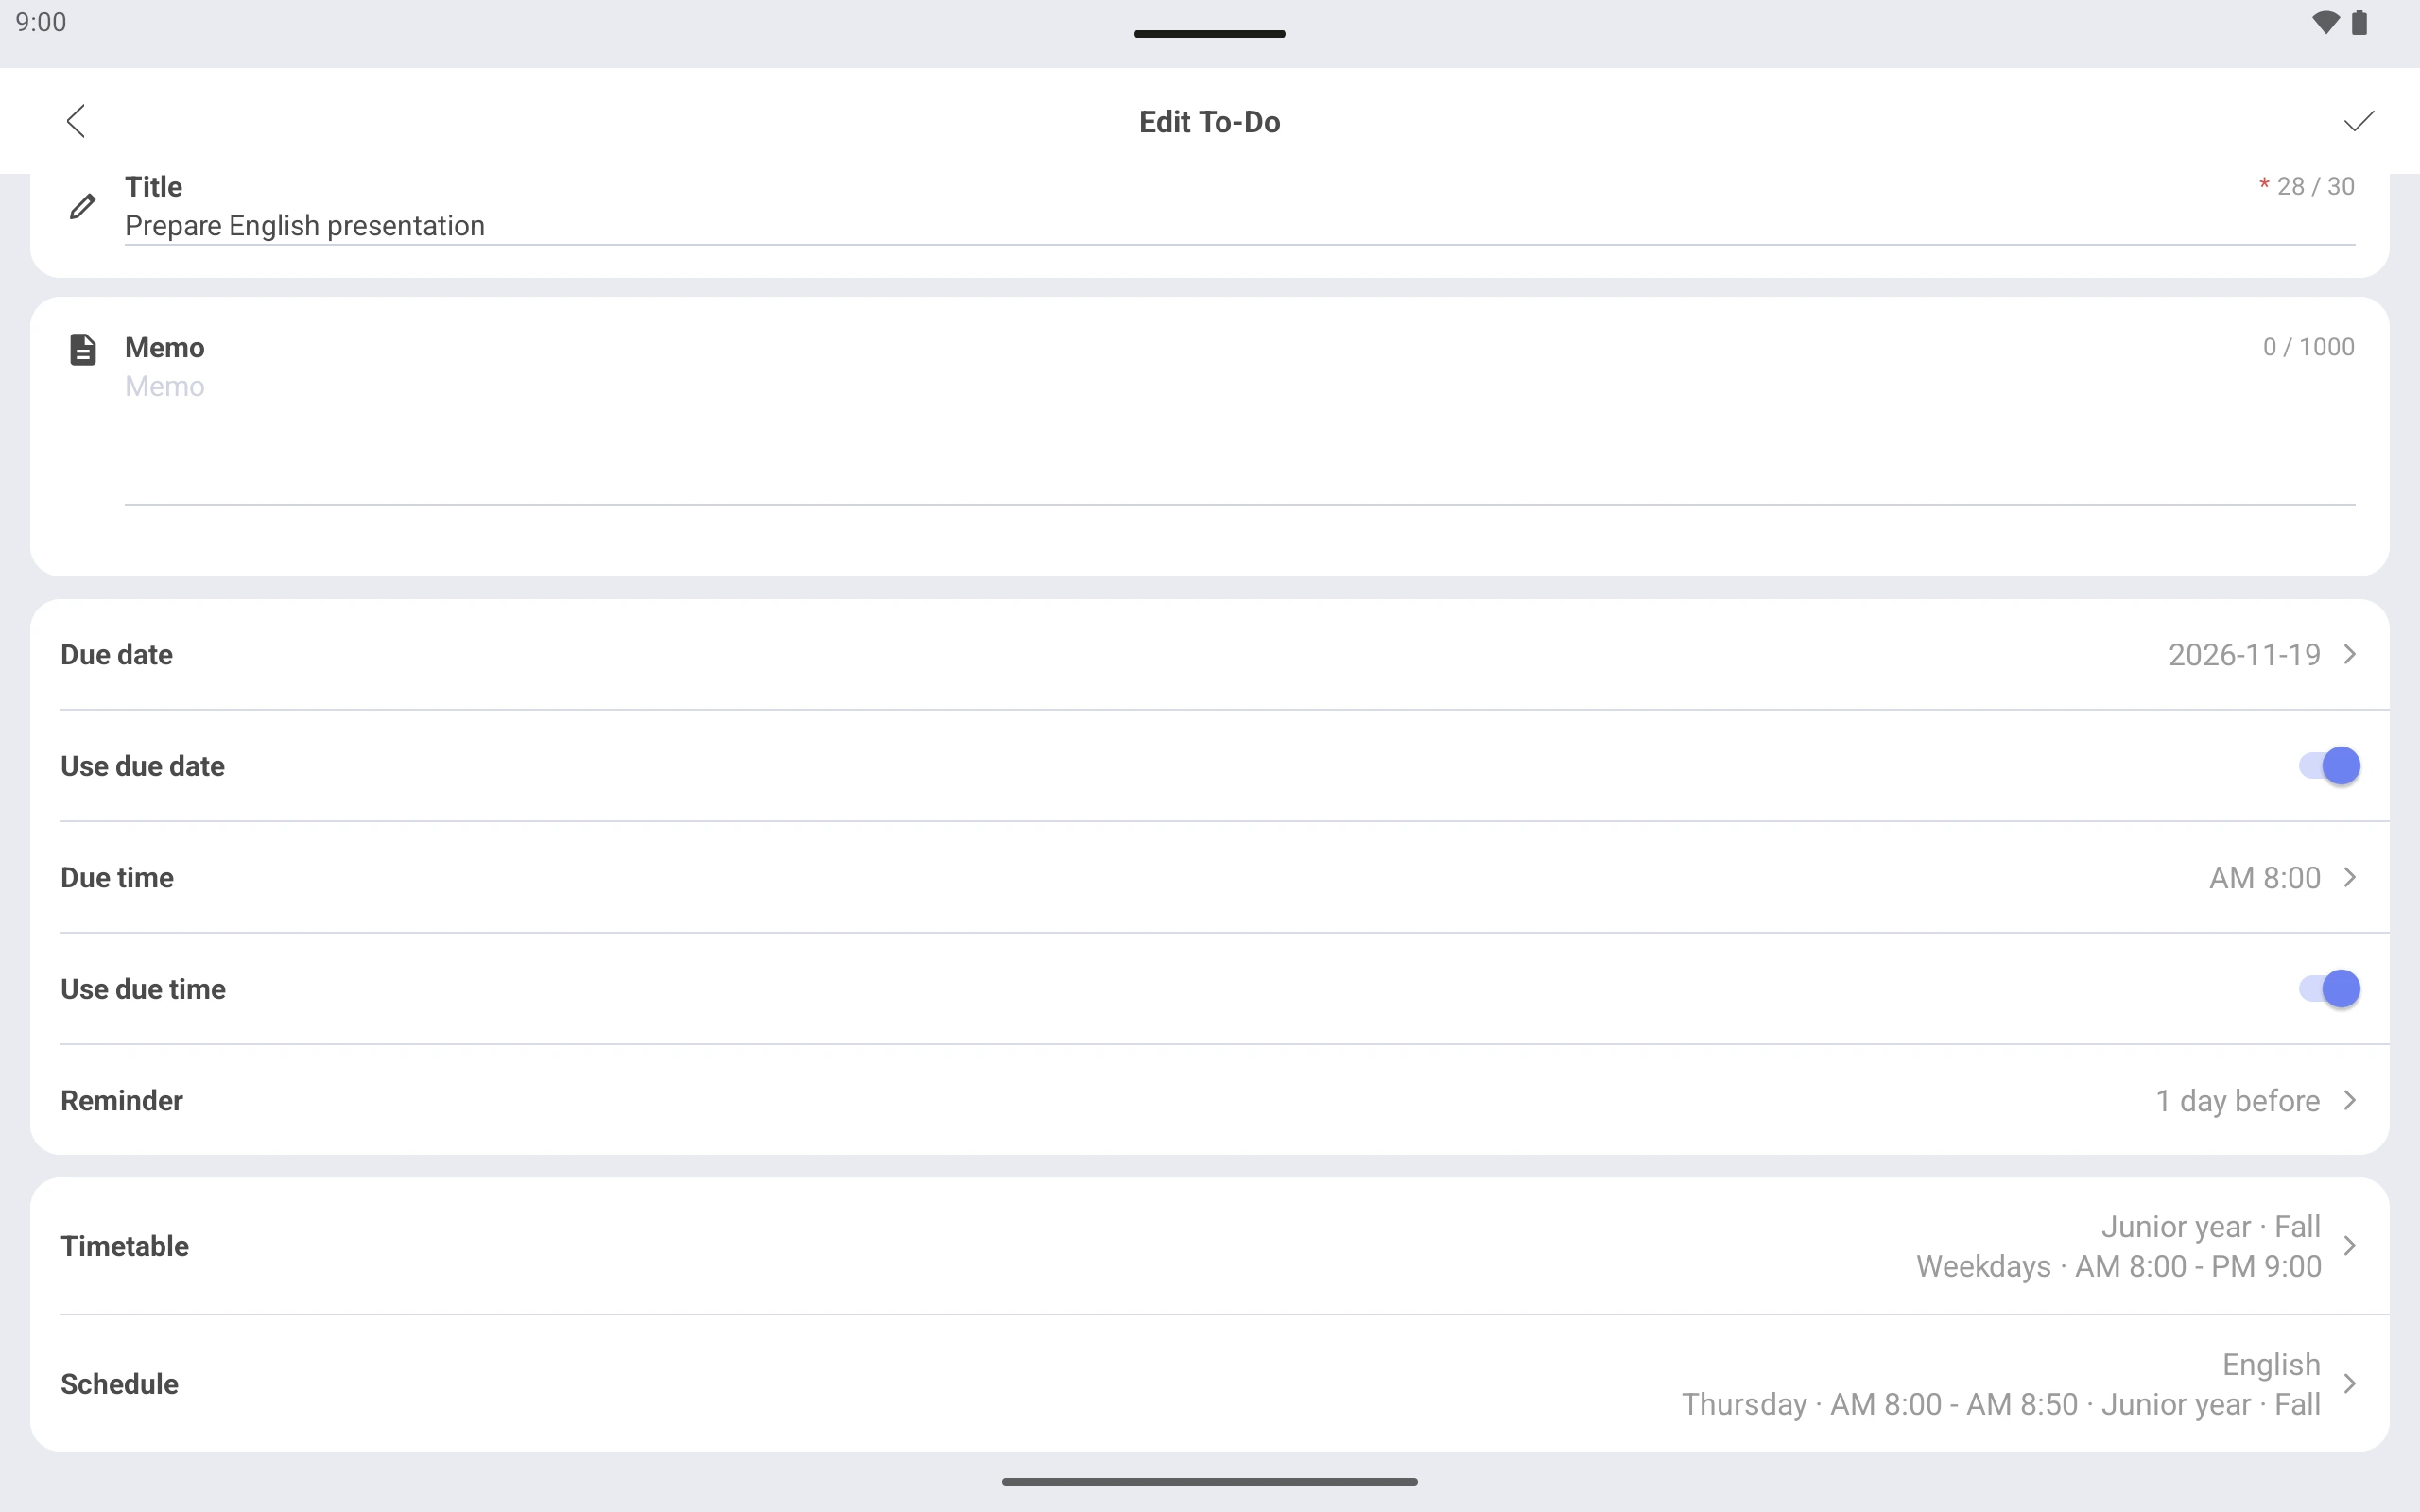 9:00
Edit To-Do
Title
* 28 / 30
Prepare English presentation
Memo
0 / 1000
Memo
Due date
2026-11-19
Use due date
Due time
AM 8:00
Use due time
Reminder
1 day before
Timetable
Junior year · Fall
Weekdays · AM 8:00 - PM 9:00
Schedule
English
Thursday · AM 8:00 - AM 8:50 · Junior year · Fall